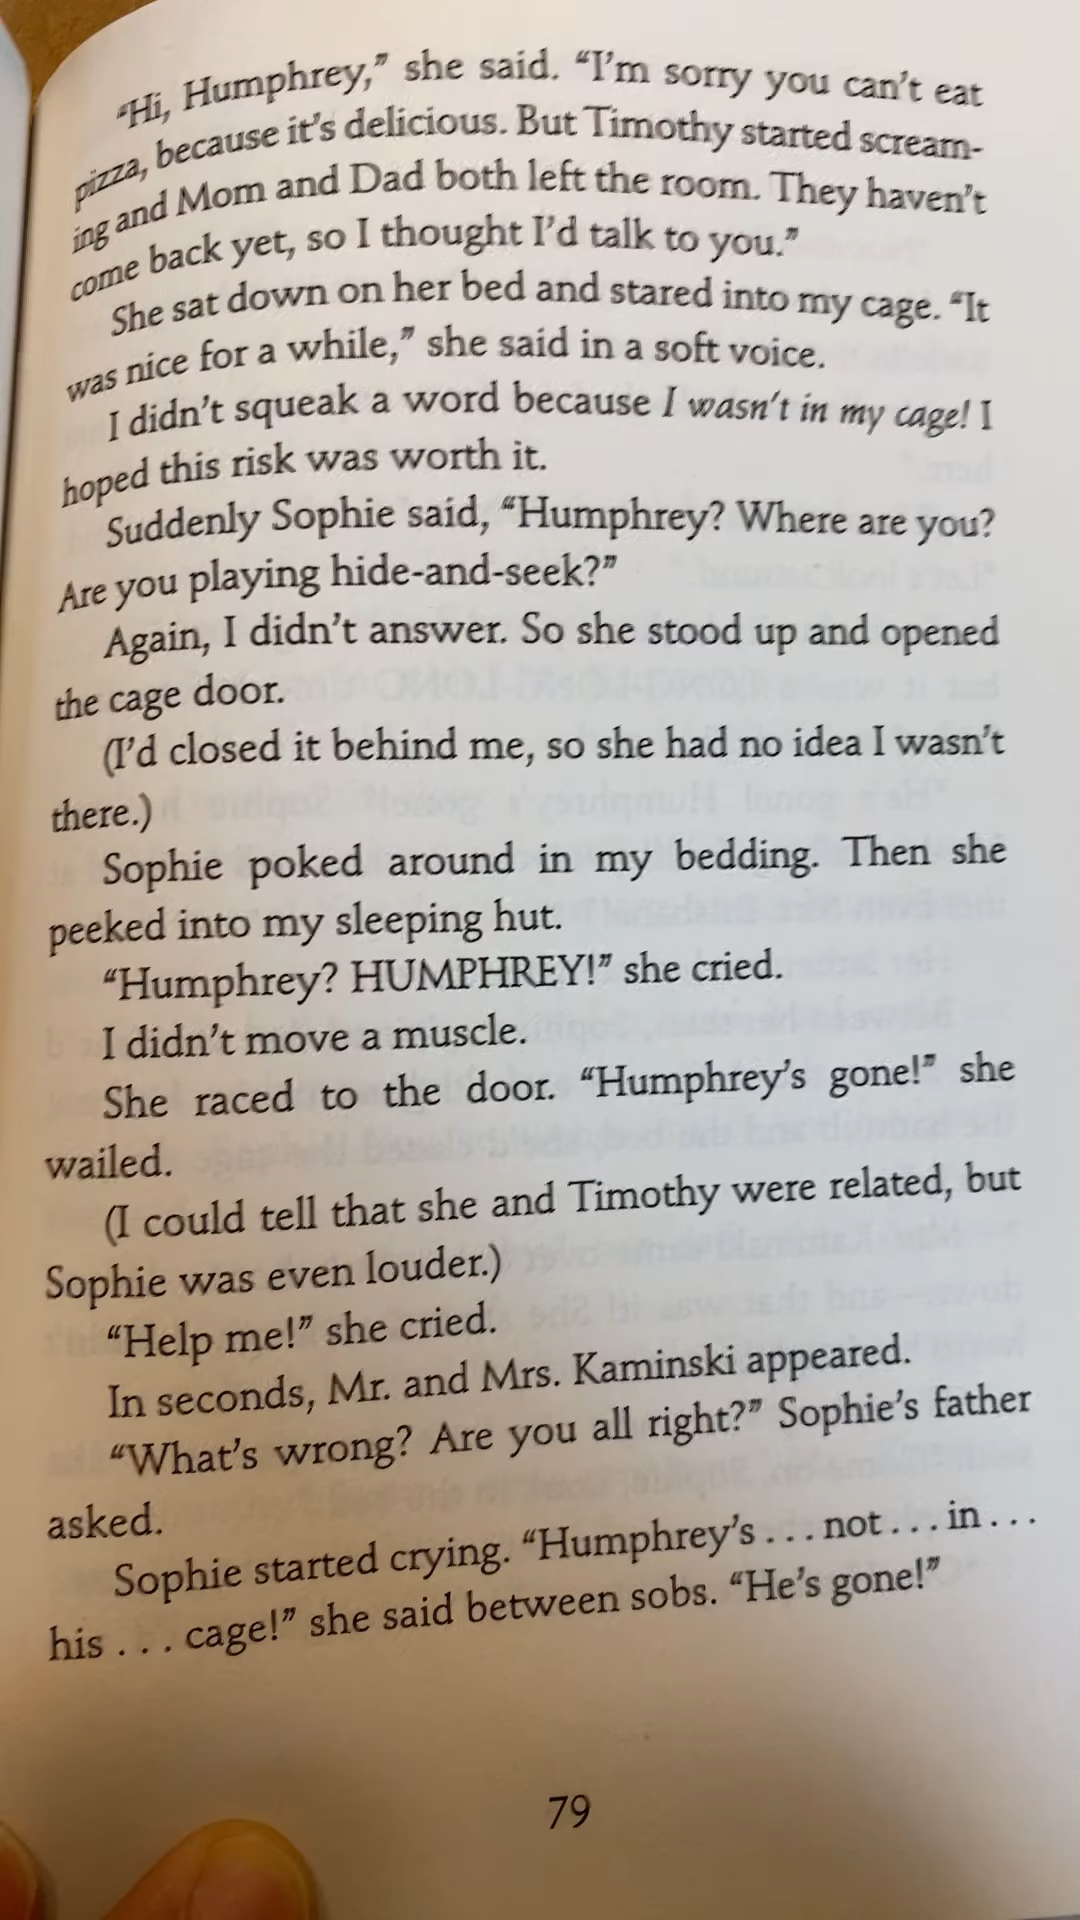 “Hi, Humphrey,” she said. “I’m sorry you can’t eat
pizza, because it’s delicious. But Timothy started scream-
ing and Mom and Dad both left the room. They haven’t
come back yet, so I thought I’d talk to you.”
She sat down on her bed and stared into my cage. “It
was nice for a while,” she said in a soft voice.
I didn’t squeak a word because I wasn’t in my cage! I
hoped this risk was worth it.
Suddenly Sophie said, “Humphrey? Where are you?
Are you playing hide-and-seek?”
Again, I didn’t answer. So she stood up and opened
the cage door.
(I’d closed it behind me, so she had no idea I wasn’t
there.)
Sophie poked around in my bedding. Then she
peeked into my sleeping hut.
“Humphrey? HUMPHREY!” she cried.
I didn’t move a muscle.
She raced to the door. “Humphrey’s gone!” she
wailed.
(I could tell that she and Timothy were related, but
Sophie was even louder.)
“Help me!” she cried.
In seconds, Mr. and Mrs. Kaminski appeared.
“What’s wrong? Are you all right?” Sophie’s father
asked.
Sophie started crying. “Humphrey’s . . . not . . . in . . .
his . . . cage!” she said between sobs. “He’s gone!”
79